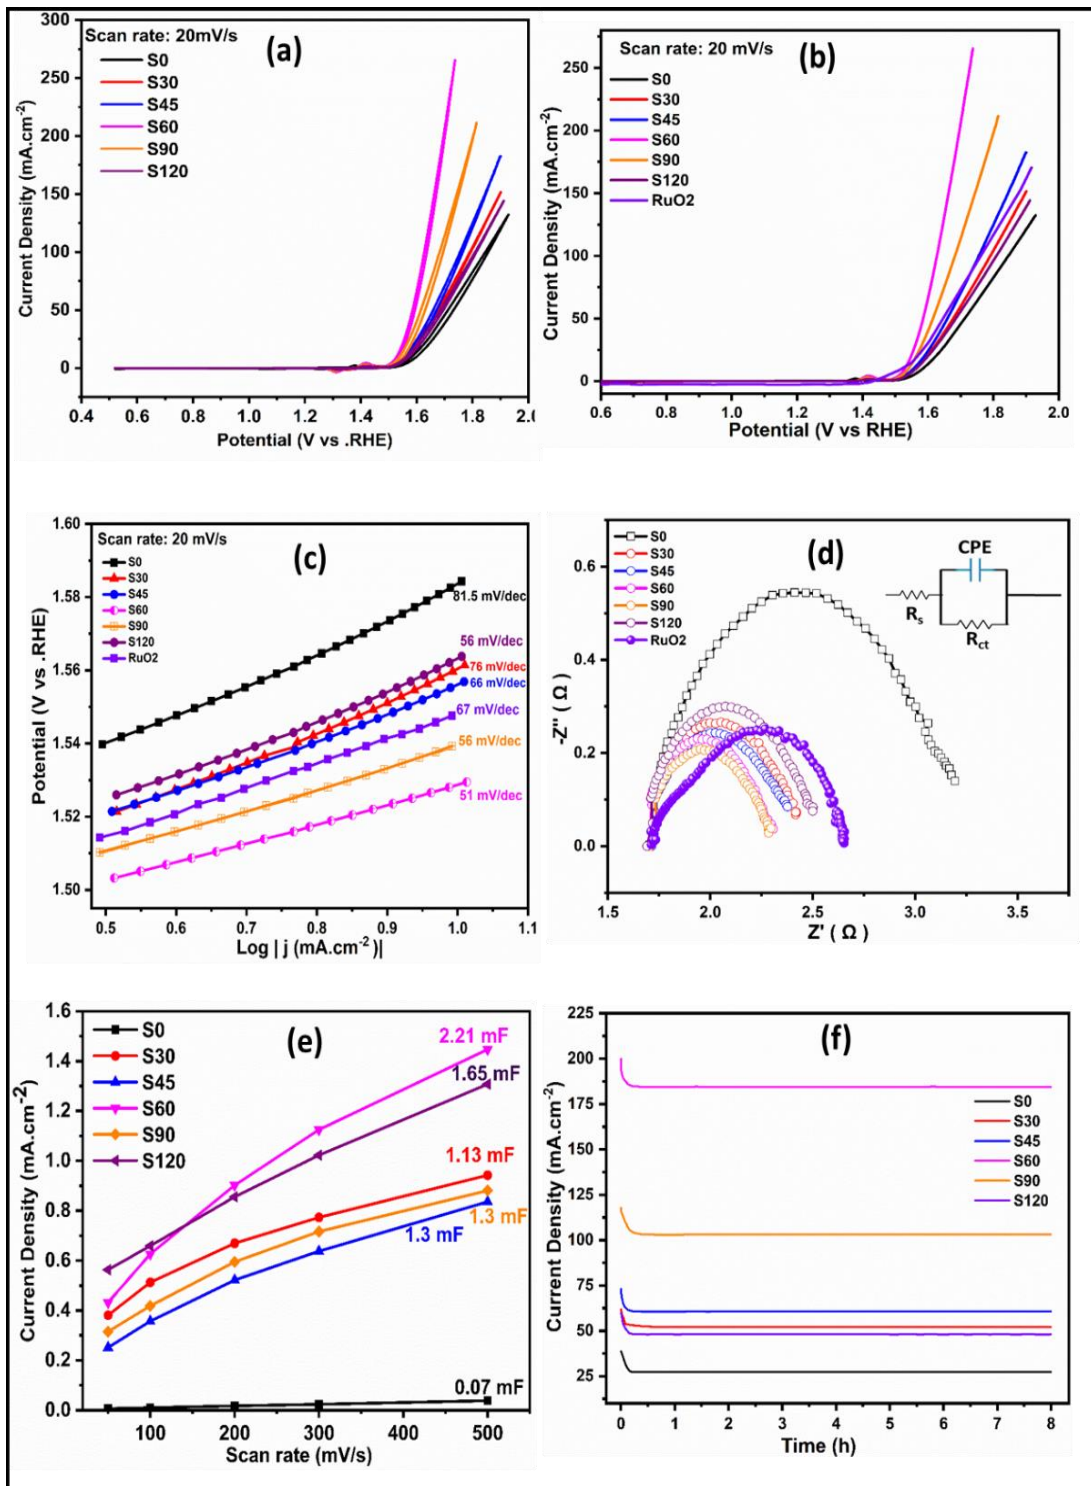 (a)
Scan rate: 20mV/s
S0
S30
S45
S60
S90
S120
300
250
200
150
100
50
0
Current Density (mA.cm-2)
0.4 0.6 0.8 1.0 1.2 1.4 1.6 1.8 2.0
Potential (V vs .RHE)
(b)
Scan rate: 20 mV/s
S0
S30
S45
S60
S90
S120
RuO2
250
200
150
100
50
0
Current Density (mA.cm-2)
0.6 0.8 1.0 1.2 1.4 1.6 1.8 2.0
Potential (V vs RHE)
(c)
Scan rate: 20 mV/s
S0
S30
S45
S60
S90
S120
RuO2
81.5 mV/dec
56 mV/dec
76 mV/dec
66 mV/dec
67 mV/dec
56 mV/dec
51 mV/dec
1.60
1.58
1.56
1.54
1.52
1.50
Potential (V vs .RHE)
0.5 0.6 0.7 0.8 0.9 1.0 1.1
Log | j (mA.cm-2)|
(d)
S0
S30
S45
S60
S90
S120
RuO2
CPE
Rs
Rct
0.6
0.4
0.2
0.0
-Z'' ( Ω )
1.5 2.0 2.5 3.0 3.5
Z' ( Ω )
(e)
S0
S30
S45
S60
S90
S120
2.21 mF
1.65 mF
1.13 mF
1.3 mF
1.3 mF
0.07 mF
1.6
1.4
1.2
1.0
0.8
0.6
0.4
0.2
0.0
Current Density (mA.cm-2)
100 200 300 400 500
Scan rate (mV/s)
(f)
S0
S30
S45
S60
S90
S120
225
200
175
150
125
100
75
50
25
Current Density (mA.cm-2)
0 1 2 3 4 5 6 7 8
Time (h)